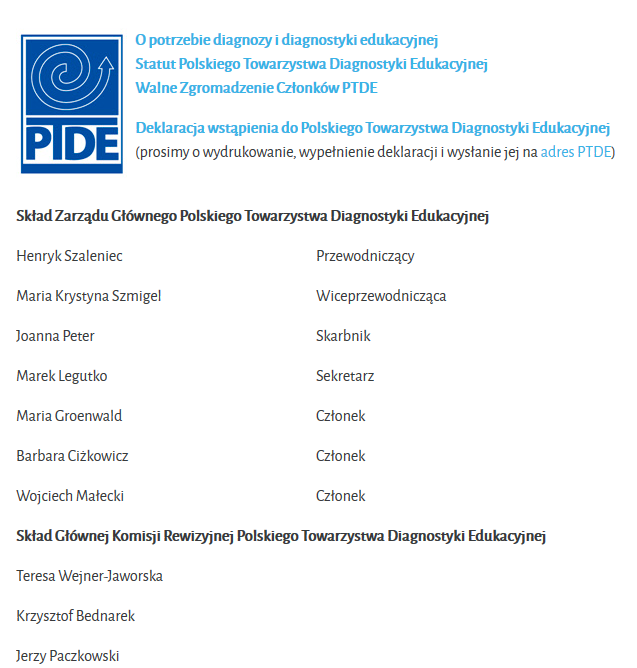 PTDE
O potrzebie diagnozy i diagnostyki edukacyjnej
Statut Polskiego Towarzystwa Diagnostyki Edukacyjnej
Walne Zgromadzenie Członków PTDE
Deklaracja wstąpienia do Polskiego Towarzystwa Diagnostyki Edukacyjnej
(prosimy o wydrukowanie, wypełnienie deklaracji i wysłanie jej na adres PTDE)
Skład Zarządu Głównego Polskiego Towarzystwa Diagnostyki Edukacyjnej
Henryk Szaleniec Przewodniczący
Maria Krystyna Szmigel Wiceprzewodnicząca
Joanna Peter Skarbnik
Marek Legutko Sekretarz
Maria Groenwald Członek
Barbara Ciżkowicz Członek
Wojciech Małecki Członek
Skład Głównej Komisji Rewizyjnej Polskiego Towarzystwa Diagnostyki Edukacyjnej
Teresa Wejner-Jaworska
Krzysztof Bednarek
Jerzy Paczkowski